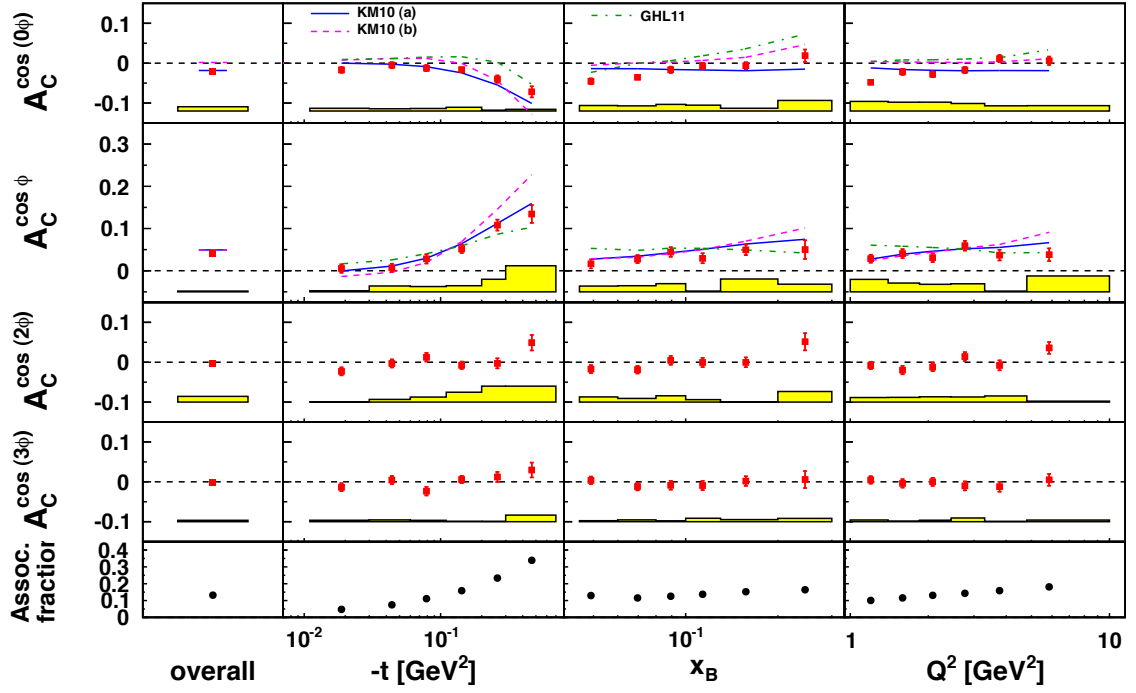 KM10 (a)
KM10 (b)
GHL11
A_C^cos (0ϕ)
0.1
0
-0.1
A_C^cos ϕ
0.3
0.2
0.1
0
A_C^cos (2ϕ)
0.1
0
-0.1
A_C^cos (3ϕ)
0.1
0
-0.1
Assoc.
fraction
0.4
0.3
0.2
0.1
0
10^-2 10^-1 10^-1 1 10
overall -t [GeV^2] x_B Q^2 [GeV^2]